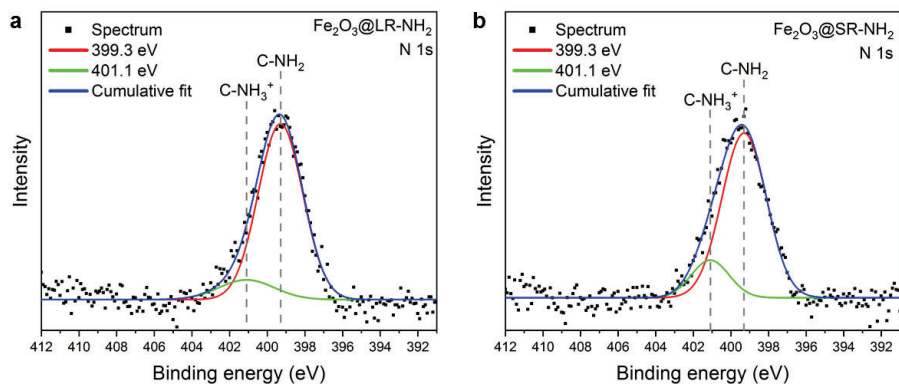 a
Spectrum
399.3 eV
401.1 eV
Cumulative fit
Fe₂O₃@LR-NH₂
N 1s
C-NH₂
C-NH₃⁺
Intensity
412 410 408 406 404 402 400 398 396 394 392
Binding energy (eV)
b
Spectrum
399.3 eV
401.1 eV
Cumulative fit
Fe₂O₃@SR-NH₂
N 1s
C-NH₂
C-NH₃⁺
Intensity
412 410 408 406 404 402 400 398 396 394 392
Binding energy (eV)